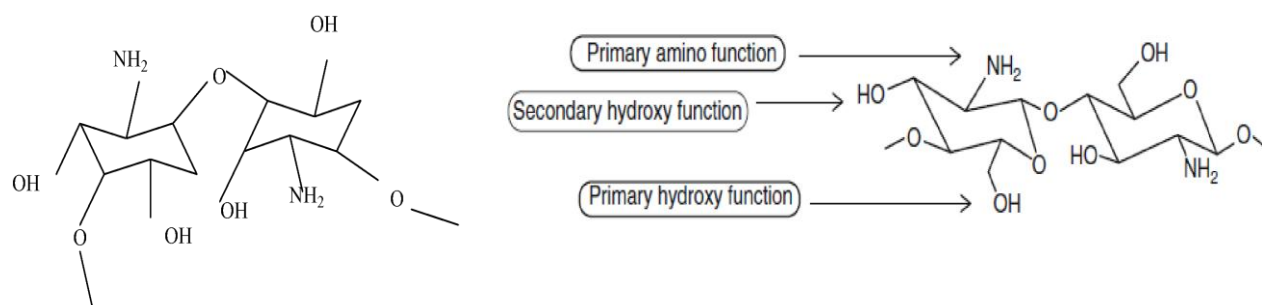 OH
NH₂
O
OH
O
OH
OH
NH₂
O
Primary amino function
Secondary hydroxy function
Primary hydroxy function
NH₂
HO
O
O
O
OH
OH
O
HO
NH₂
O